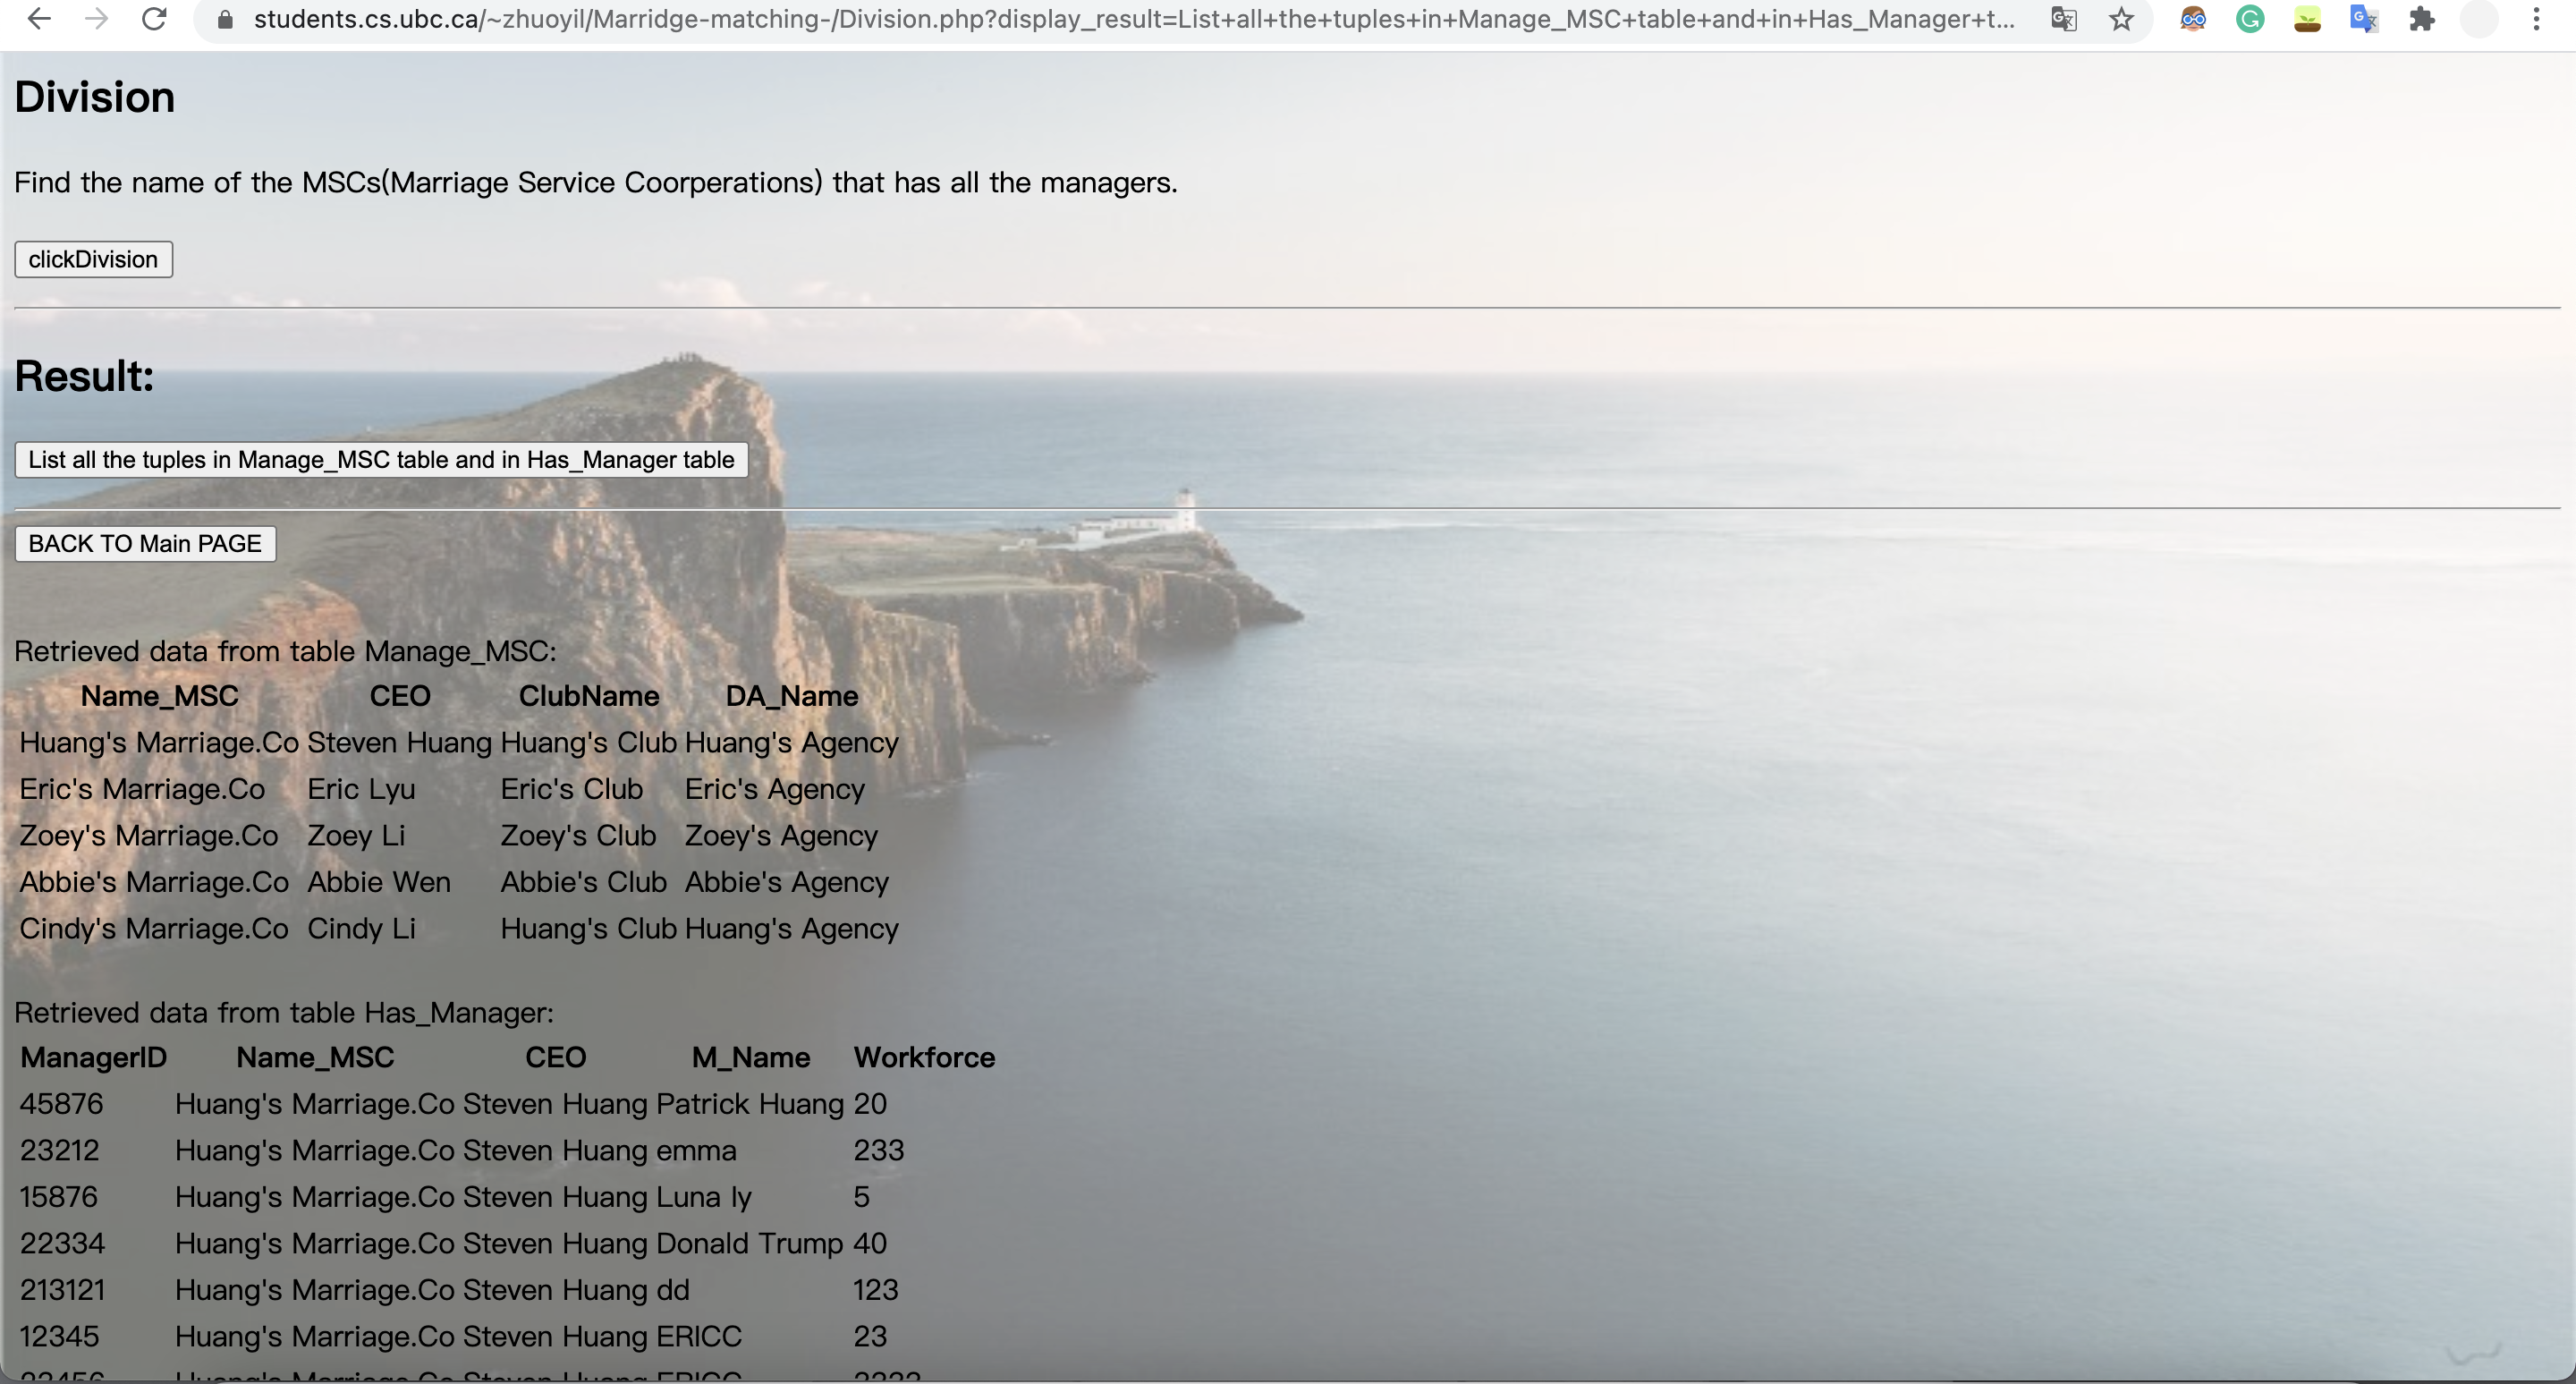 students.cs.ubc.ca/~zhuoyil/Marridge-matching-/Division.php?display_result=List+all+the+tuples+in+Manage_MSC+table+and+in+Has_Manager+t...
Division
Find the name of the MSCs(Marriage Service Coorperations) that has all the managers.
clickDivision
Result:
List all the tuples in Manage_MSC table and in Has_Manager table
BACK TO Main PAGE
Retrieved data from table Manage_MSC:
Name_MSC CEO ClubName DA_Name
Huang's Marriage.Co Steven Huang Huang's Club Huang's Agency
Eric's Marriage.Co Eric Lyu Eric's Club Eric's Agency
Zoey's Marriage.Co Zoey Li Zoey's Club Zoey's Agency
Abbie's Marriage.Co Abbie Wen Abbie's Club Abbie's Agency
Cindy's Marriage.Co Cindy Li Huang's Club Huang's Agency
Retrieved data from table Has_Manager:
ManagerID Name_MSC CEO M_Name Workforce
45876 Huang's Marriage.Co Steven Huang Patrick Huang 20
23212 Huang's Marriage.Co Steven Huang emma 233
15876 Huang's Marriage.Co Steven Huang Luna ly 5
22334 Huang's Marriage.Co Steven Huang Donald Trump 40
213121 Huang's Marriage.Co Steven Huang dd 123
12345 Huang's Marriage.Co Steven Huang ERICC 23
Huang's Marriage.Co Steven Huang ERICC